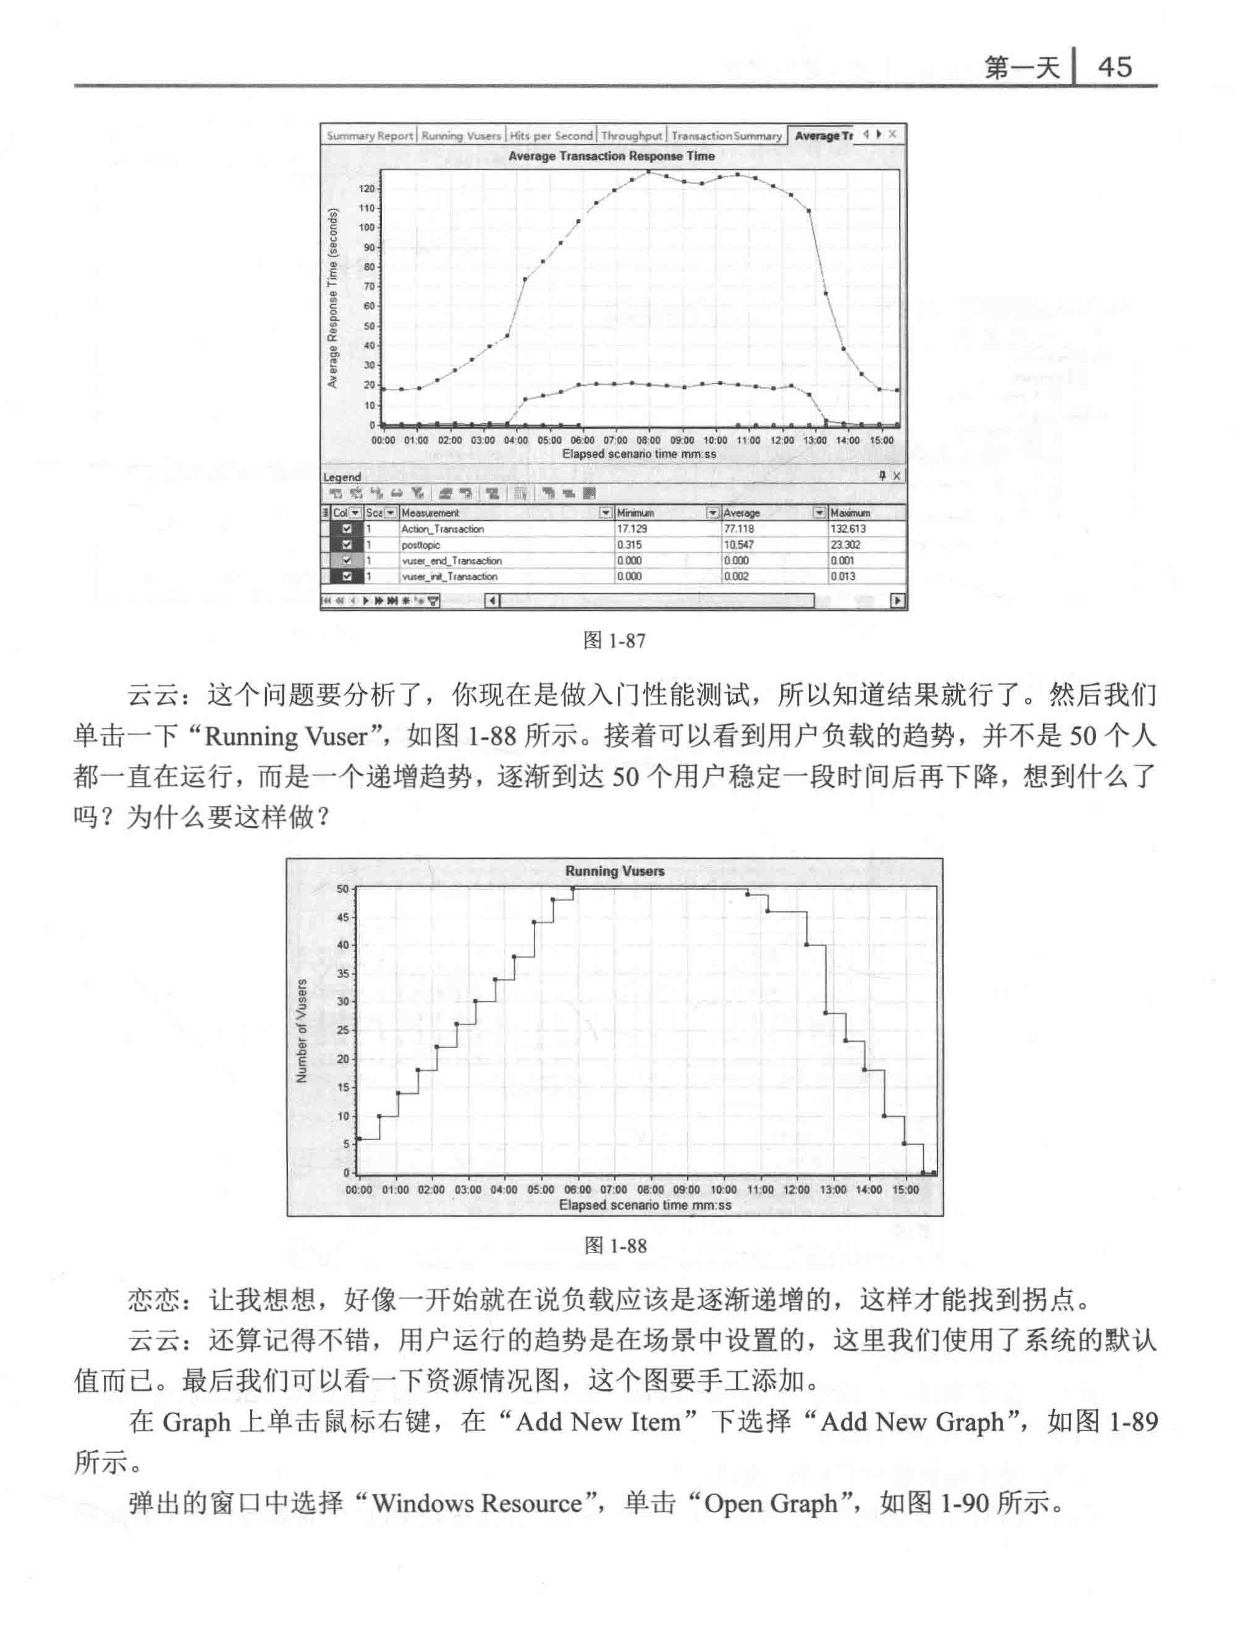 第一天 45
Summary Report Running Vusers Hits per Second Throughput Transaction Summary Average Tr
Average Transaction Response Time
Average Response Time (seconds)
120
110
100
90
80
70
60
50
40
30
20
10
0
00:00 01:00 02:00 03:00 04:00 05:00 06:00 07:00 08:00 09:00 10:00 11:00 12:00 13:00 14:00 15:00
Elapsed scenario time mm:ss
Legend
Col Sca Measurement Minimum Average Maximum
1 Action_Transaction 17.129 77.118 132.613
1 posttopic 0.315 10.547 23.302
1 vuser_end_Transaction 0.000 0.000 0.001
1 vuser_init_Transaction 0.000 0.002 0.013
图 1-87
云云：这个问题要分析了，你现在是做入门性能测试，所以知道结果就行了。然后我们
单击一下“Running Vuser”，如图 1-88 所示。接着可以看到用户负载的趋势，并不是 50 个人
都一直在运行，而是一个递增趋势，逐渐到达 50 个用户稳定一段时间后再下降，想到什么了
吗？为什么要这样做？
Running Vusers
Number of Vusers
50
45
40
35
30
25
20
15
10
5
0
00:00 01:00 02:00 03:00 04:00 05:00 06:00 07:00 08:00 09:00 10:00 11:00 12:00 13:00 14:00 15:00
Elapsed scenario time mm:ss
图 1-88
恋恋：让我想想，好像一开始就在说负载应该是逐渐递增的，这样才能找到拐点。
云云：还算记得不错，用户运行的趋势是在场景中设置的，这里我们使用了系统的默认
值而已。最后我们可以看一下资源情况图，这个图要手工添加。
在 Graph 上单击鼠标右键，在“Add New Item”下选择“Add New Graph”，如图 1-89
所示。
弹出的窗口中选择“Windows Resource”，单击“Open Graph”，如图 1-90 所示。